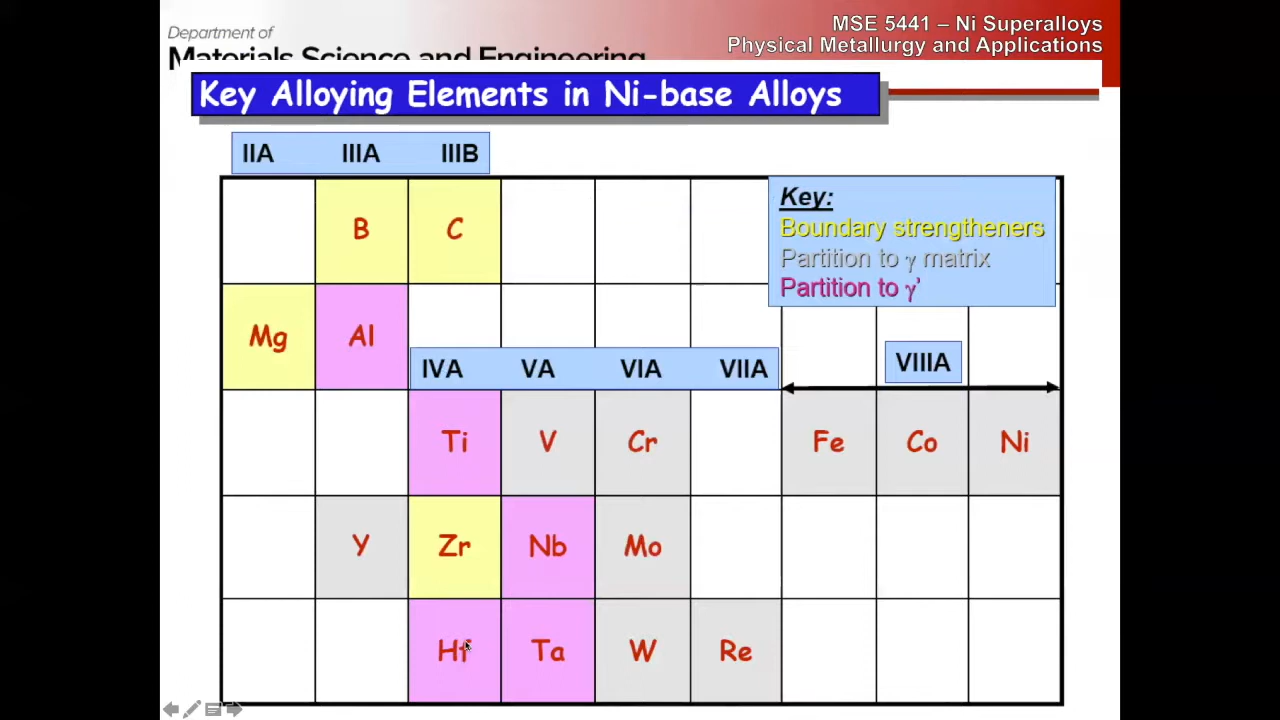 Department of
Materials Science and Engineering
MSE 5441 – Ni Superalloys
Physical Metallurgy and Applications
Key Alloying Elements in Ni-base Alloys
IIA IIIA IIIB
Key:
Boundary strengtheners
Partition to γ matrix
Partition to γ'
B C
Mg Al
IVA VA VIA VIIA VIIIA
Ti V Cr Fe Co Ni
Y Zr Nb Mo
Hf Ta W Re